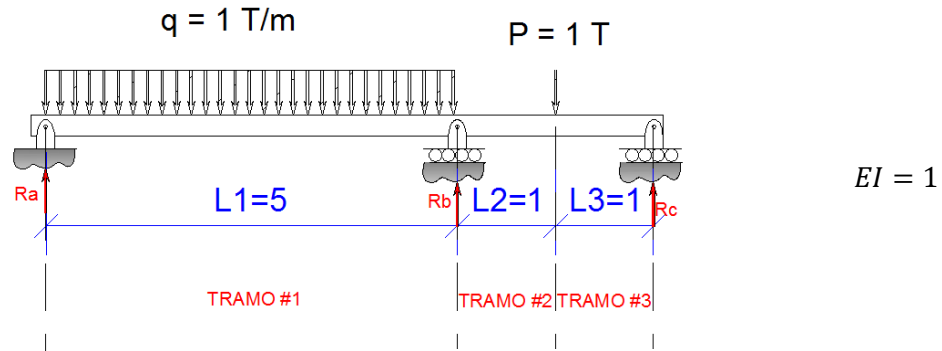 q = 1 T/m
P = 1 T
Ra
L1=5
Rb
L2=1
L3=1
Rc
EI = 1
TRAMO #1
TRAMO #2
TRAMO #3